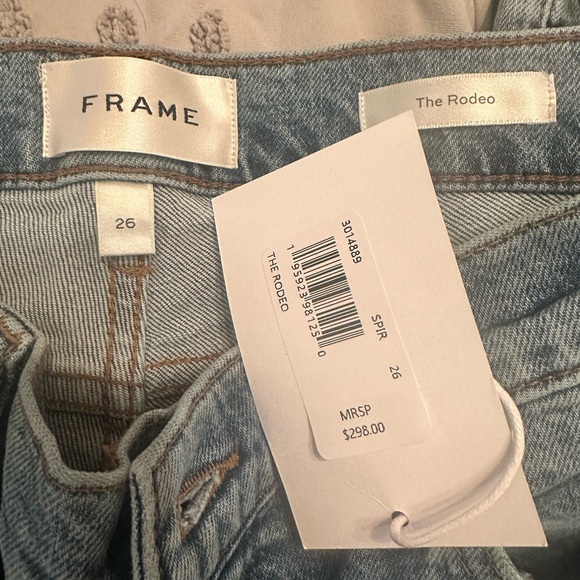 FRAME
The Rodeo
26
3014889
1 95923 98125 0
THE RODEO
SPIR
26
MRSP
$298.00